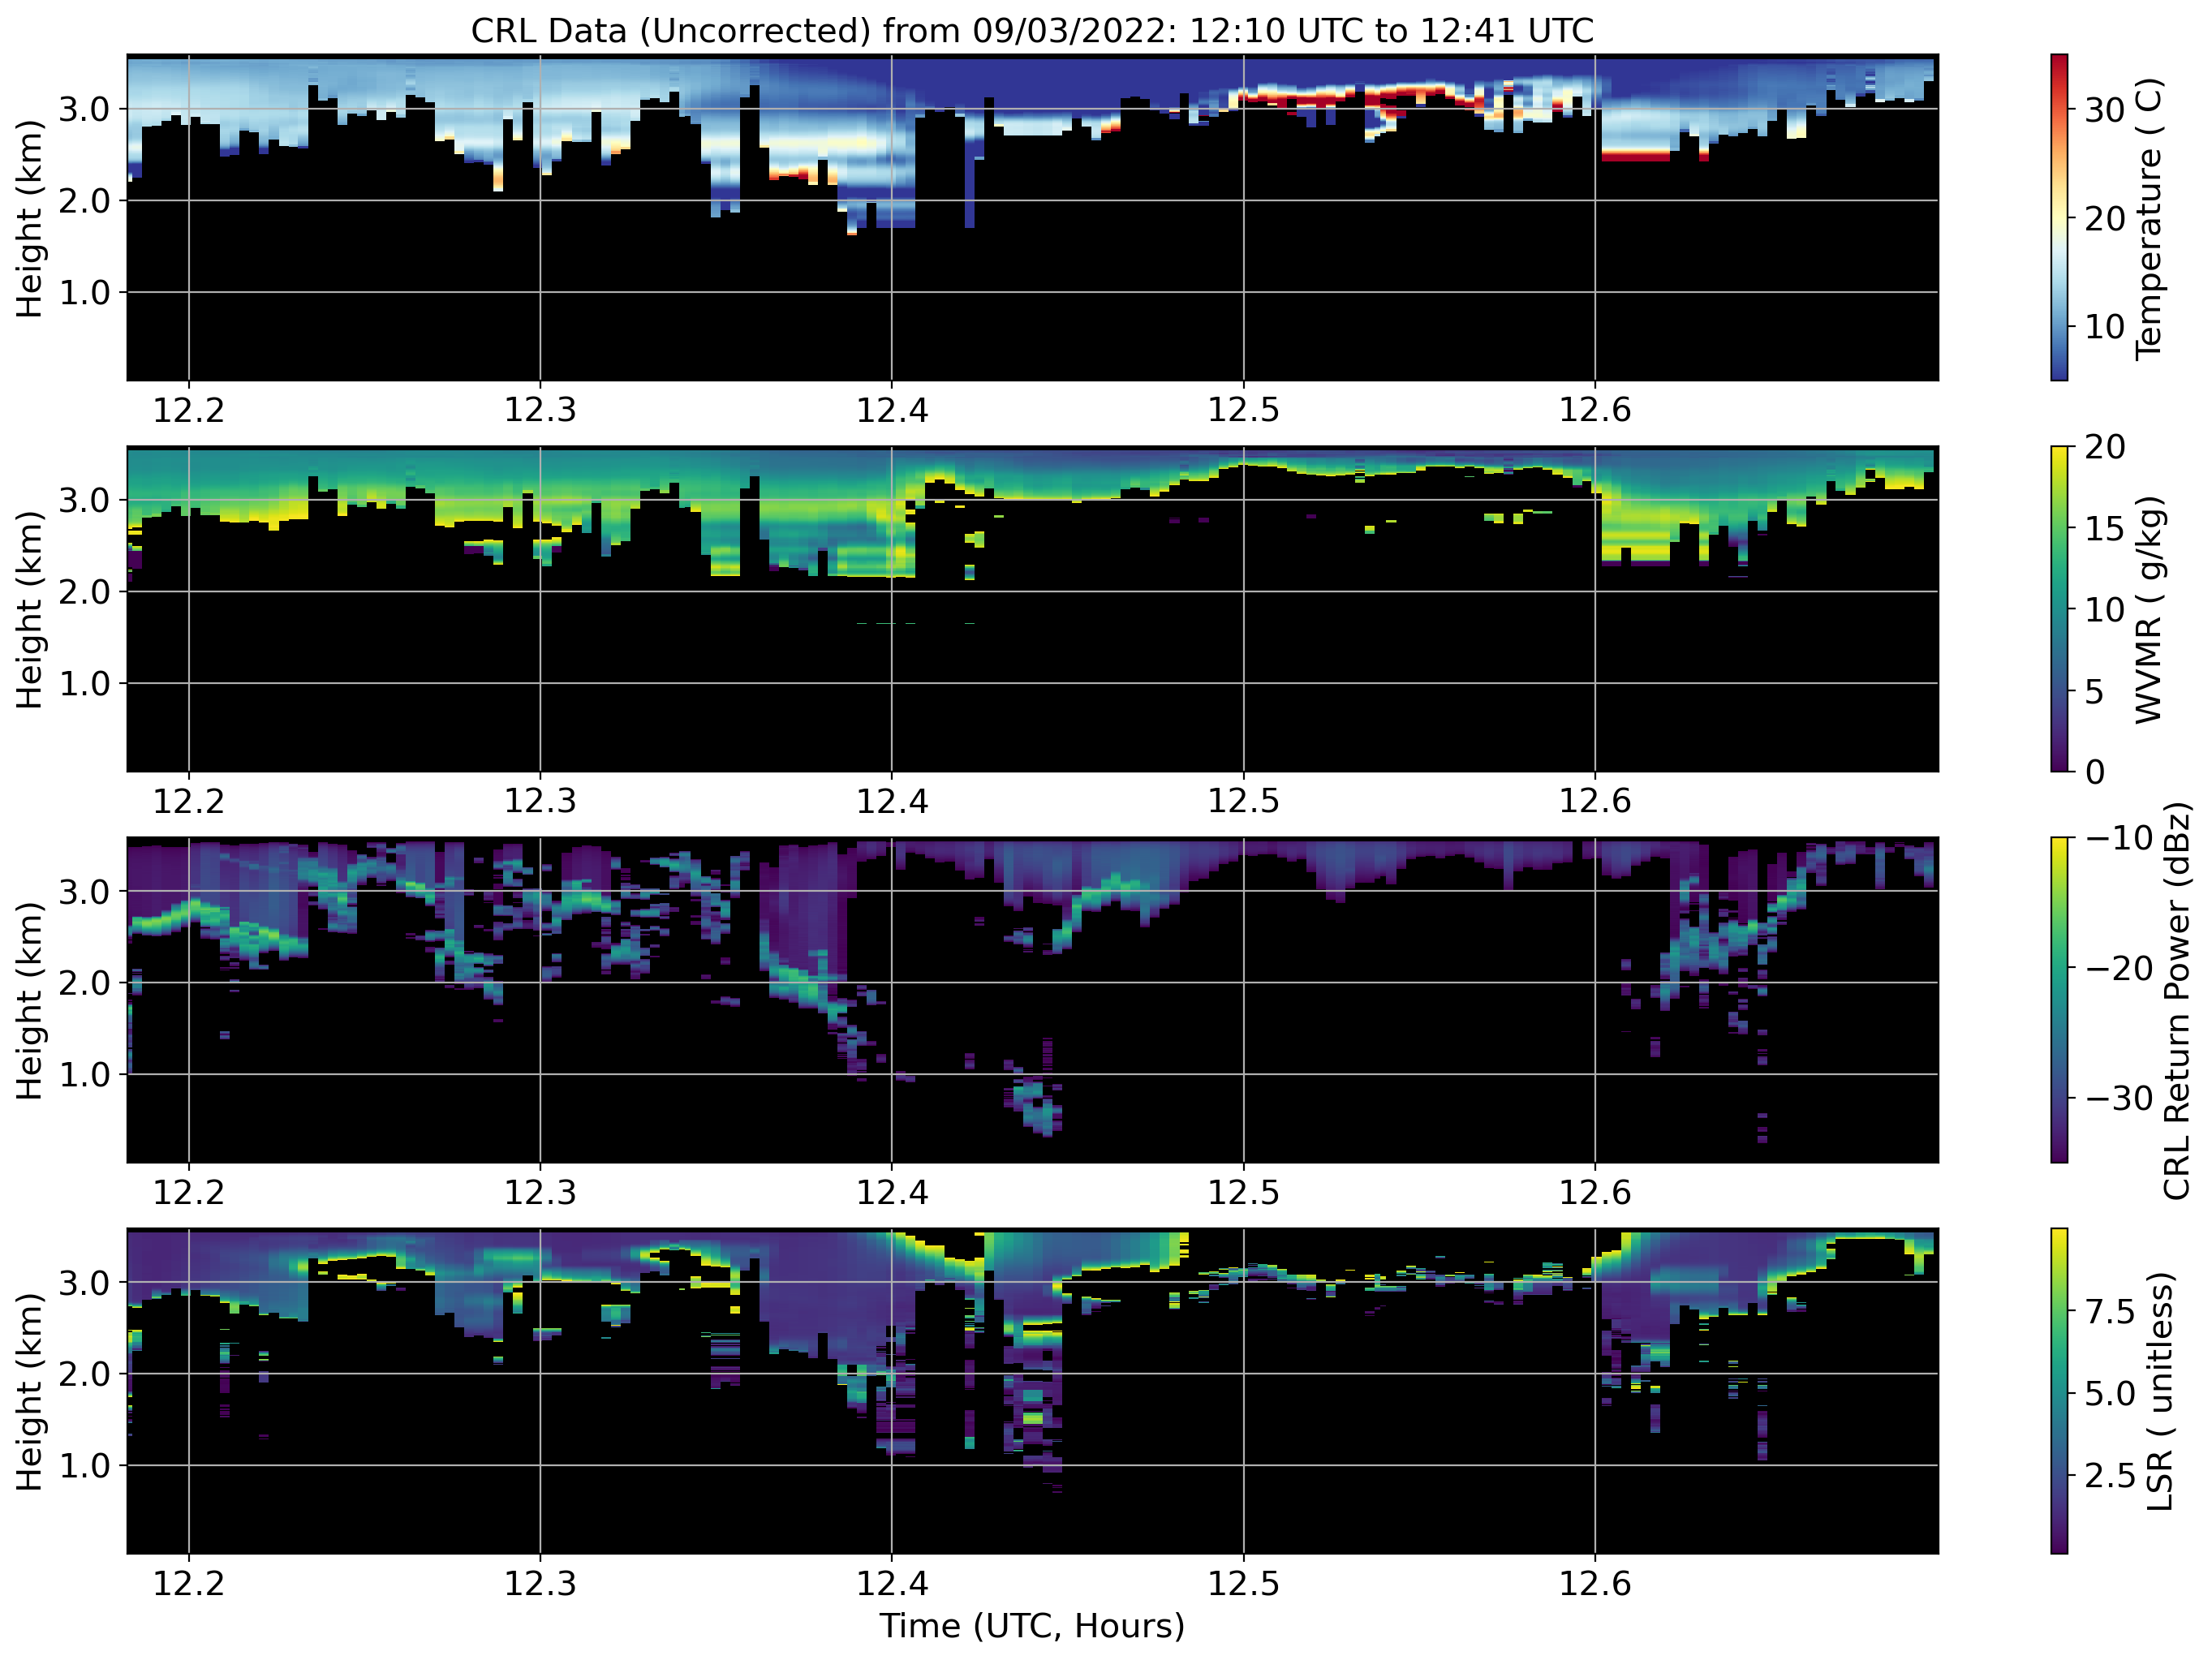 CRL Data (Uncorrected) from 09/03/2022: 12:10 UTC to 12:41 UTC
Height (km)
3.0
2.0
1.0
12.2 12.3 12.4 12.5 12.6
30
20
10
Temperature ( C)
Height (km)
3.0
2.0
1.0
12.2 12.3 12.4 12.5 12.6
20
15
10
5
0
WVMR ( g/kg)
Height (km)
3.0
2.0
1.0
12.2 12.3 12.4 12.5 12.6
−10
−20
−30
CRL Return Power (dBz)
Height (km)
3.0
2.0
1.0
12.2 12.3 12.4 12.5 12.6
7.5
5.0
2.5
LSR ( unitless)
Time (UTC, Hours)